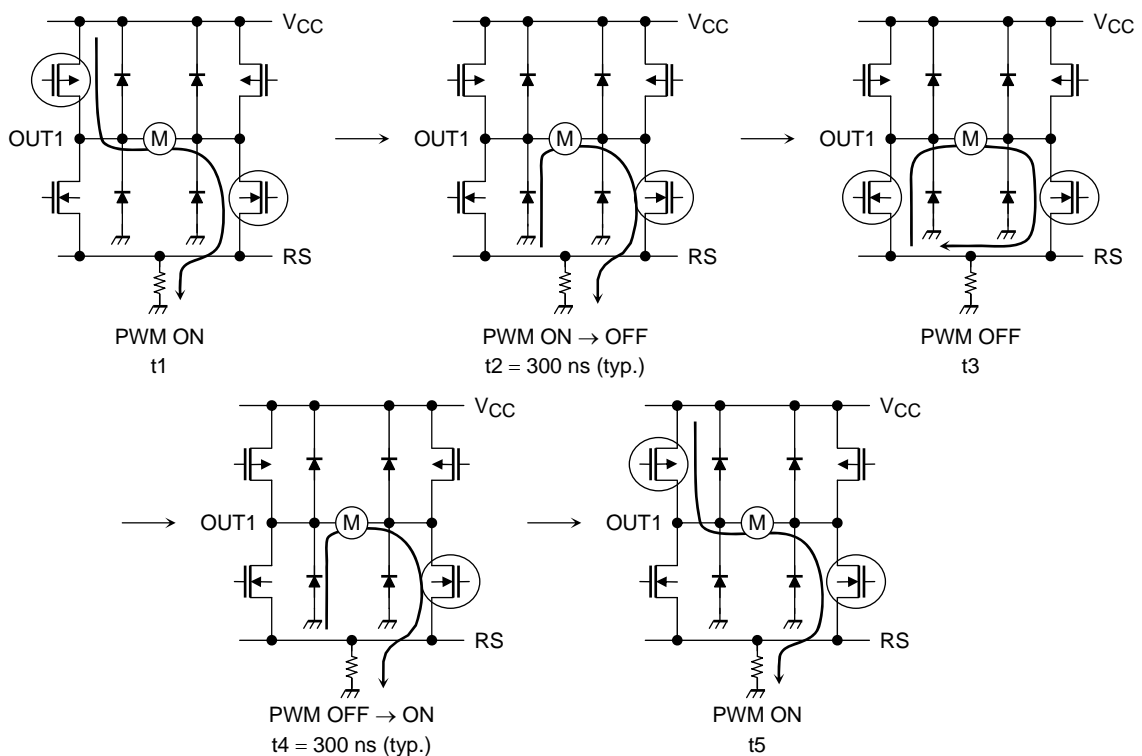 VCC
OUT1
M
RS
PWM ON
t1
VCC
OUT1
M
RS
PWM ON → OFF
t2 = 300 ns (typ.)
VCC
OUT1
M
RS
PWM OFF
t3
VCC
OUT1
M
RS
PWM OFF → ON
t4 = 300 ns (typ.)
VCC
OUT1
M
RS
PWM ON
t5